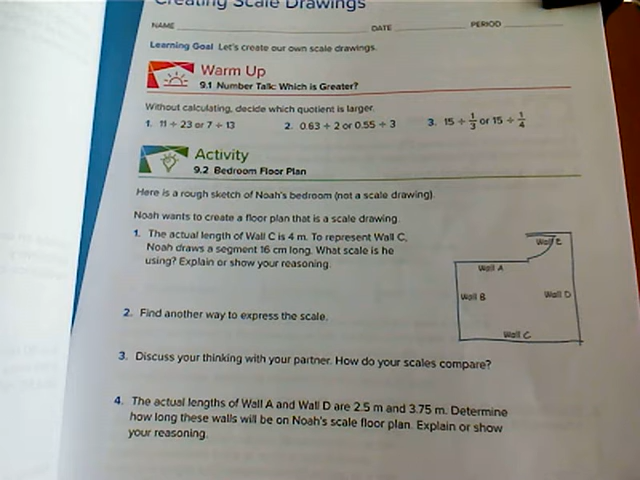 Creating Scale Drawings
NAME DATE PERIOD
Learning Goal Let's create our own scale drawings.
Warm Up
9.1 Number Talk: Which is Greater?
Without calculating, decide which quotient is larger.
1. 11 ÷ 23 or 7 ÷ 13 2. 0.63 ÷ 2 or 0.55 ÷ 3 3. 15 ÷ 1/3 or 15 ÷ 1/4
Activity
9.2 Bedroom Floor Plan
Here is a rough sketch of Noah's bedroom (not a scale drawing).
Noah wants to create a floor plan that is a scale drawing.
1. The actual length of Wall C is 4 m. To represent Wall C,
Noah draws a segment 16 cm long. What scale is he
using? Explain or show your reasoning.
Wall E
Wall A
Wall B
Wall D
Wall C
2. Find another way to express the scale.
3. Discuss your thinking with your partner. How do your scales compare?
4. The actual lengths of Wall A and Wall D are 2.5 m and 3.75 m. Determine
how long these walls will be on Noah's scale floor plan. Explain or show
your reasoning.